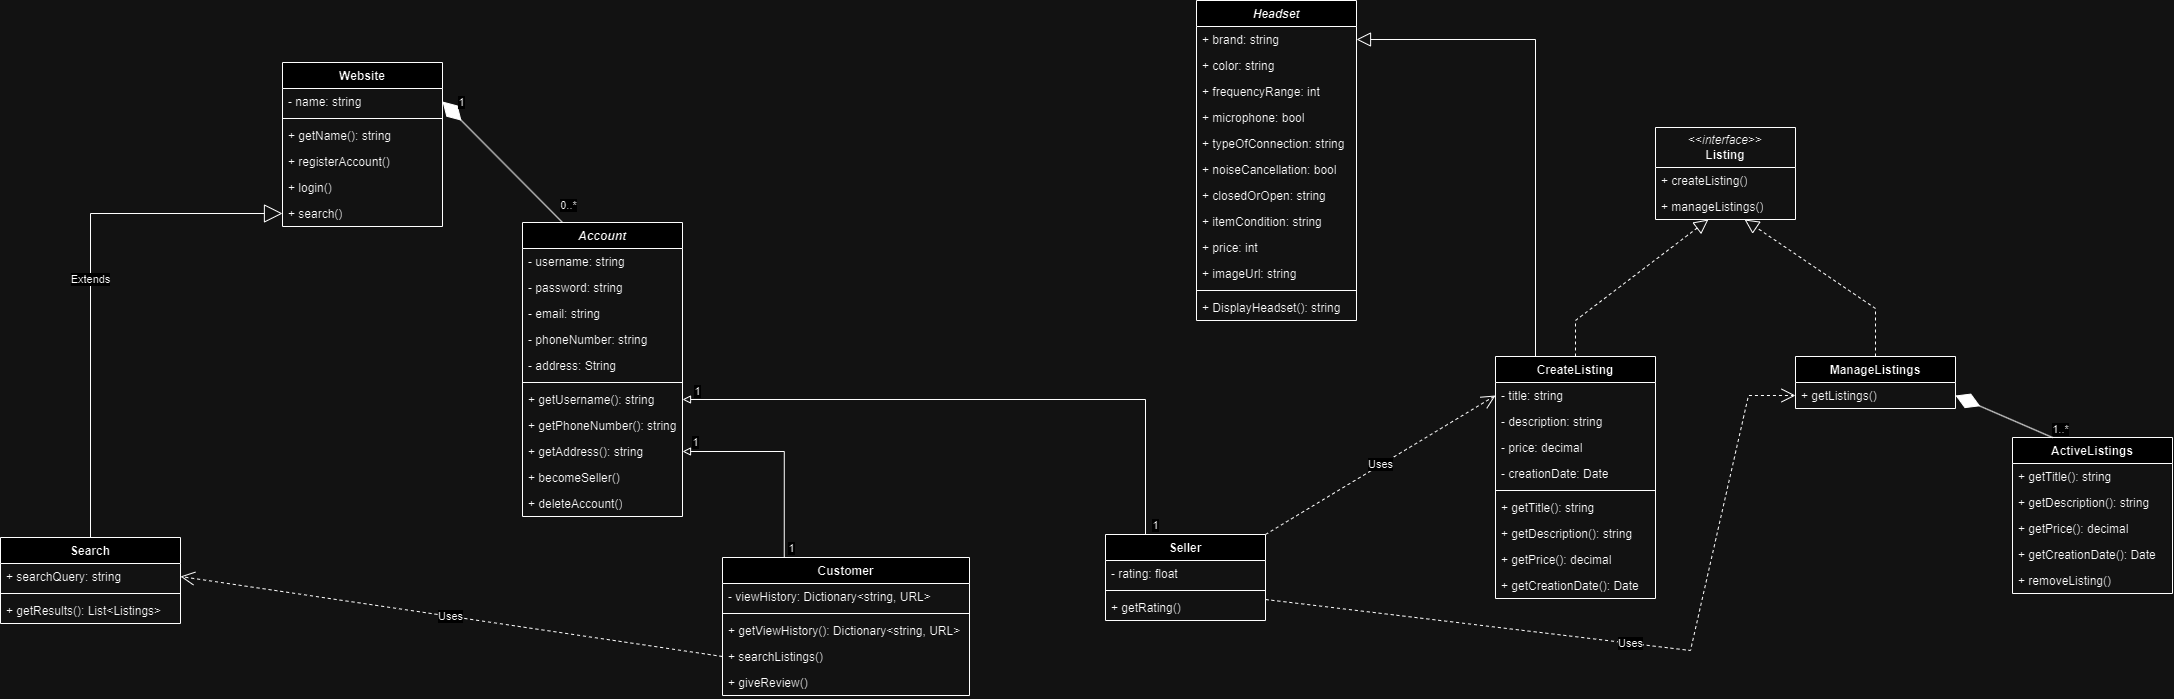 Website
- name: string
+ getName(): string
+ registerAccount()
+ login()
+ search()
1
0..*
Extends
Account
- username: string
- password: string
- email: string
- phoneNumber: string
- address: String
+ getUsername(): string
+ getPhoneNumber(): string
+ getAddress(): string
+ becomeSeller()
+ deleteAccount()
1
1
Search
+ searchQuery: string
+ getResults(): List<Listings>
Uses
1
Customer
- viewHistory: Dictionary<string, URL>
+ getViewHistory(): Dictionary<string, URL>
+ searchListings()
+ giveReview()
1
Seller
- rating: float
+ getRating()
Uses
Uses
Headset
+ brand: string
+ color: string
+ frequencyRange: int
+ microphone: bool
+ typeOfConnection: string
+ noiseCancellation: bool
+ closedOrOpen: string
+ itemCondition: string
+ price: int
+ imageUrl: string
+ DisplayHeadset(): string
<<interface>>
Listing
+ createListing()
+ manageListings()
CreateListing
- title: string
- description: string
- price: decimal
- creationDate: Date
+ getTitle(): string
+ getDescription(): string
+ getPrice(): decimal
+ getCreationDate(): Date
ManageListings
+ getListings()
1..*
ActiveListings
+ getTitle(): string
+ getDescription(): string
+ getPrice(): decimal
+ getCreationDate(): Date
+ removeListing()